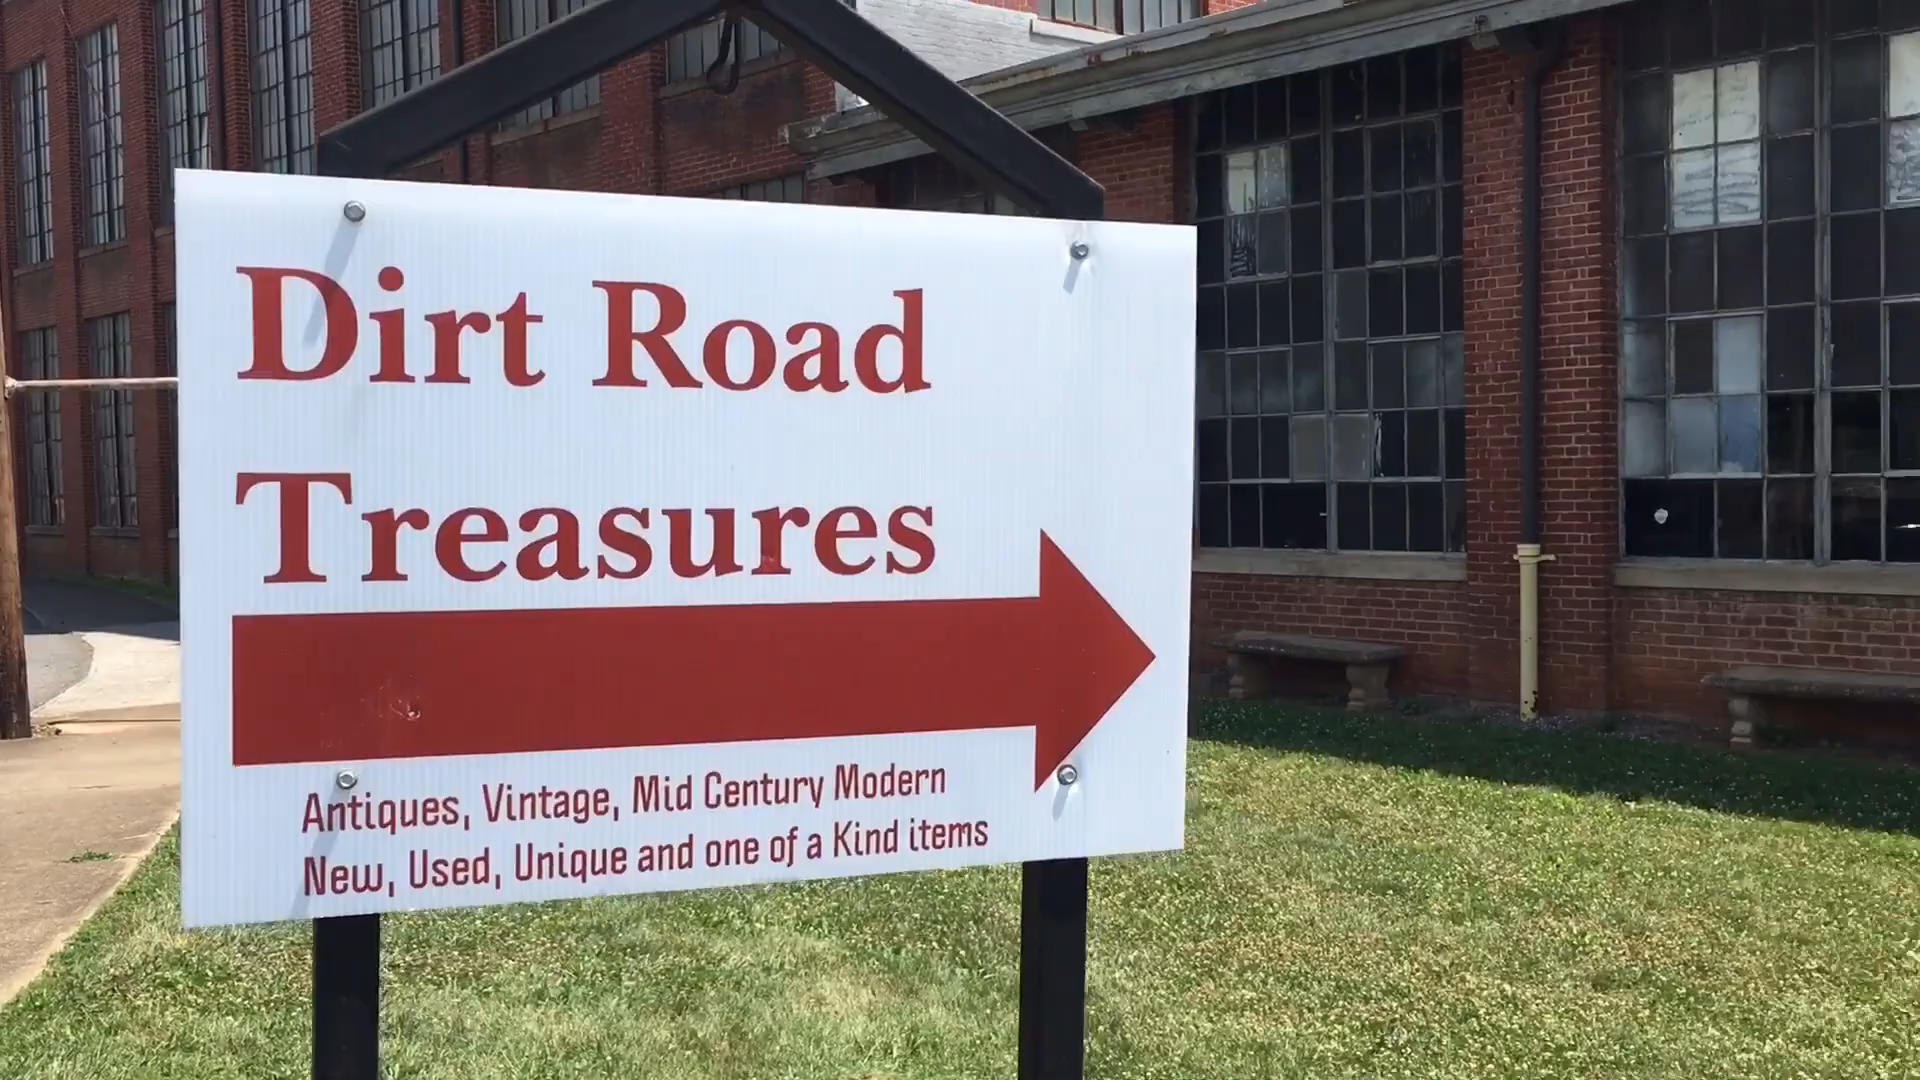 Dirt Road
Treasures
Antiques, Vintage, Mid Century Modern
New, Used, Unique and one of a Kind items